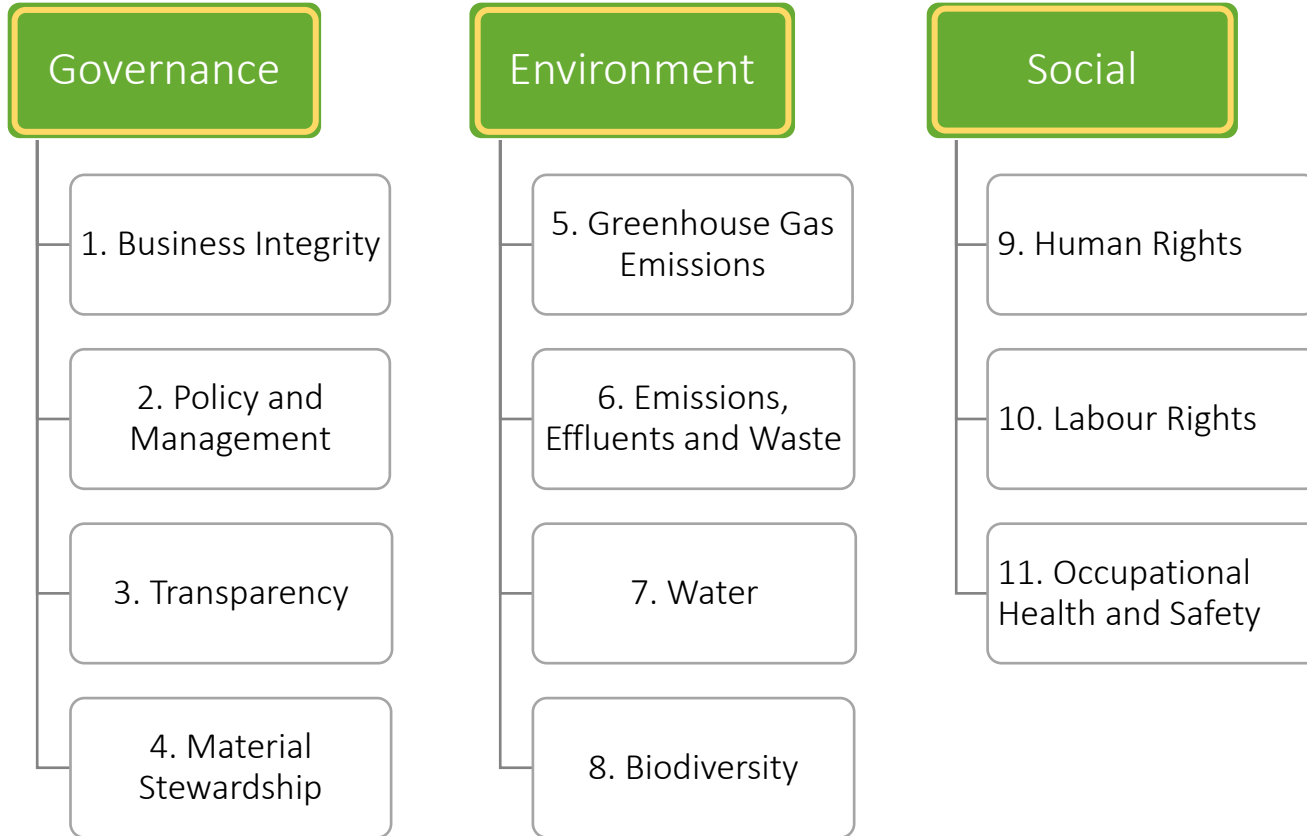 Governance
1. Business Integrity
2. Policy and
Management
3. Transparency
4. Material
Stewardship
Environment
5. Greenhouse Gas
Emissions
6. Emissions,
Effluents and Waste
7. Water
8. Biodiversity
Social
9. Human Rights
10. Labour Rights
11. Occupational
Health and Safety